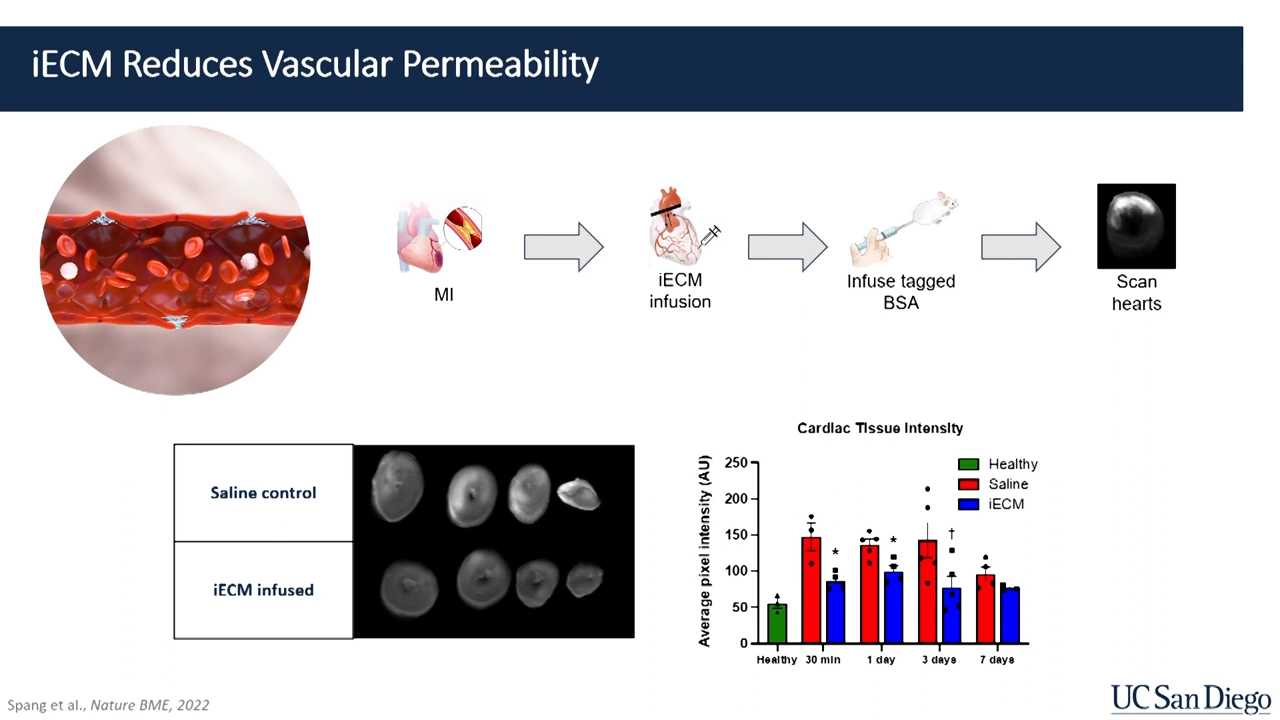 iECM Reduces Vascular Permeability
MI
iECM
infusion
Infuse tagged
BSA
Scan
hearts
Saline control
iECM infused
Cardiac Tissue Intensity
Average pixel intensity (AU)
250
200
150
100
50
0
Healthy
Saline
iECM
*
*
†
Healthy 30 min 1 day 3 days 7 days
Spang et al., Nature BME, 2022
UC San Diego